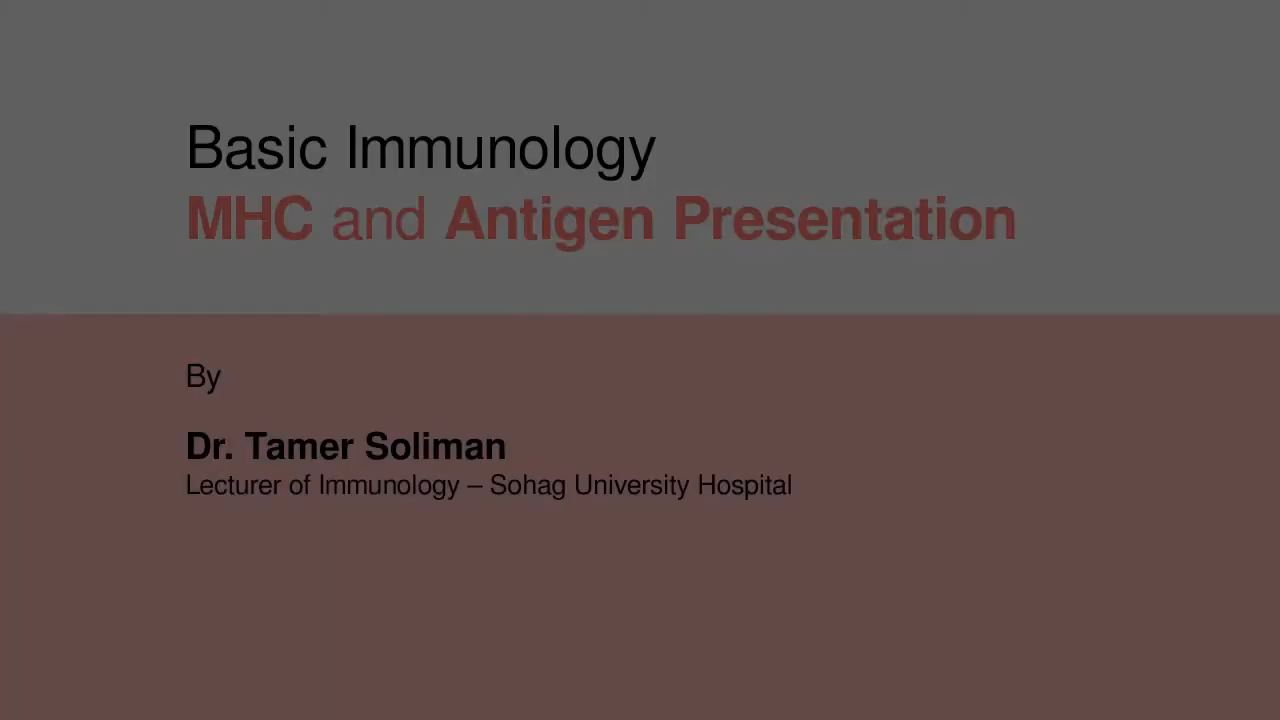 Basic Immunology
MHC and Antigen Presentation
By
Dr. Tamer Soliman
Lecturer of Immunology – Sohag University Hospital